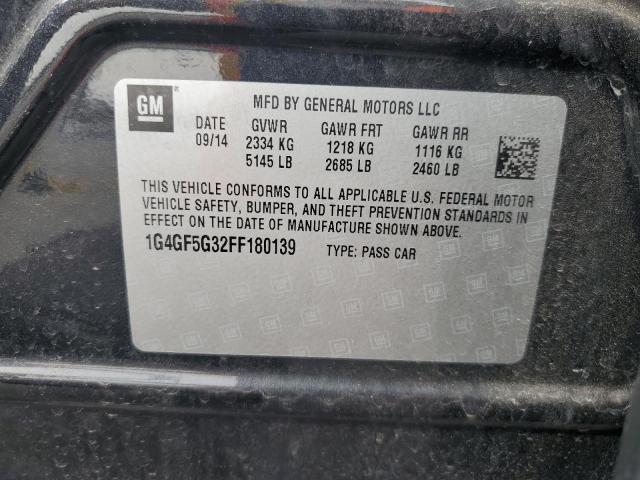 GM
MFD BY GENERAL MOTORS LLC
DATE GVWR GAWR FRT GAWR RR
09/14 2334 KG 1218 KG 1116 KG
5145 LB 2685 LB 2460 LB
THIS VEHICLE CONFORMS TO ALL APPLICABLE U.S. FEDERAL MOTOR
VEHICLE SAFETY, BUMPER, AND THEFT PREVENTION STANDARDS IN
EFFECT ON THE DATE OF MANUFACTURE SHOWN ABOVE.
1G4GF5G32FF180139 TYPE: PASS CAR